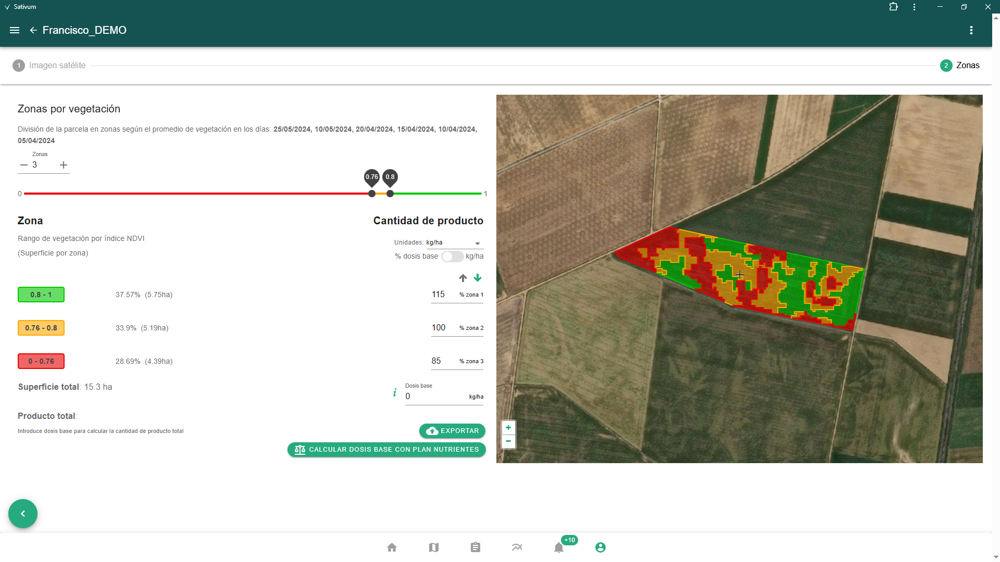 Sativum
Francisco_DEMO
1 Imagen satélite
2 Zonas
Zonas por vegetación
División de la parcela en zonas según el promedio de vegetación en los días: 25/05/2024, 10/05/2024, 20/04/2024, 15/04/2024, 10/04/2024,
05/04/2024
Zonas
3
0.76 0.8
0 1
Zona
Cantidad de producto
Rango de vegetación por índice NDVI
(Superficie por zona)
Unidades: kg/ha
% dosis base kg/ha
0.8 - 1 37.57% (5.75ha) 115 % zona 1
0.76 - 0.8 33.9% (5.19ha) 100 % zona 2
0 - 0.76 28.69% (4.39ha) 85 % zona 3
Superficie total: 15.3 ha
i
Dosis base
0 kg/ha
Producto total:
Introduce dosis base para calcular la cantidad de producto total
EXPORTAR
CALCULAR DOSIS BASE CON PLAN NUTRIENTES
+
−
+10